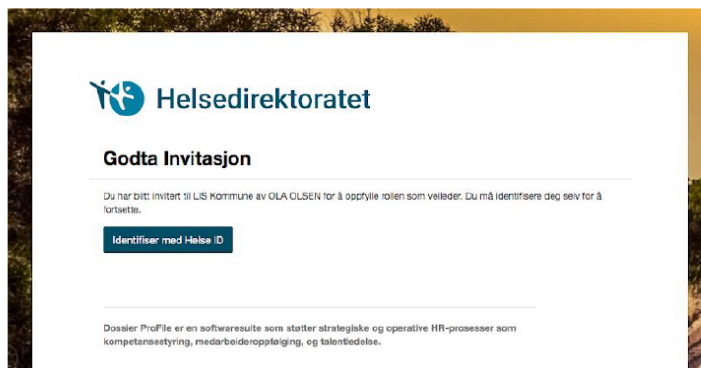 Helsedirektoratet
Godta Invitasjon
Du har blitt invitert til LIS Kommune av OLA OLSEN for å oppfylle rollen som veileder. Du må identifisere deg selv for å
fortsette.
Identifiser med Helse ID
Dossier ProFile er en softwaresuite som støtter strategiske og operative HR-prosesser som
kompetansestyring, medarbeideroppfølging, og talentledelse.